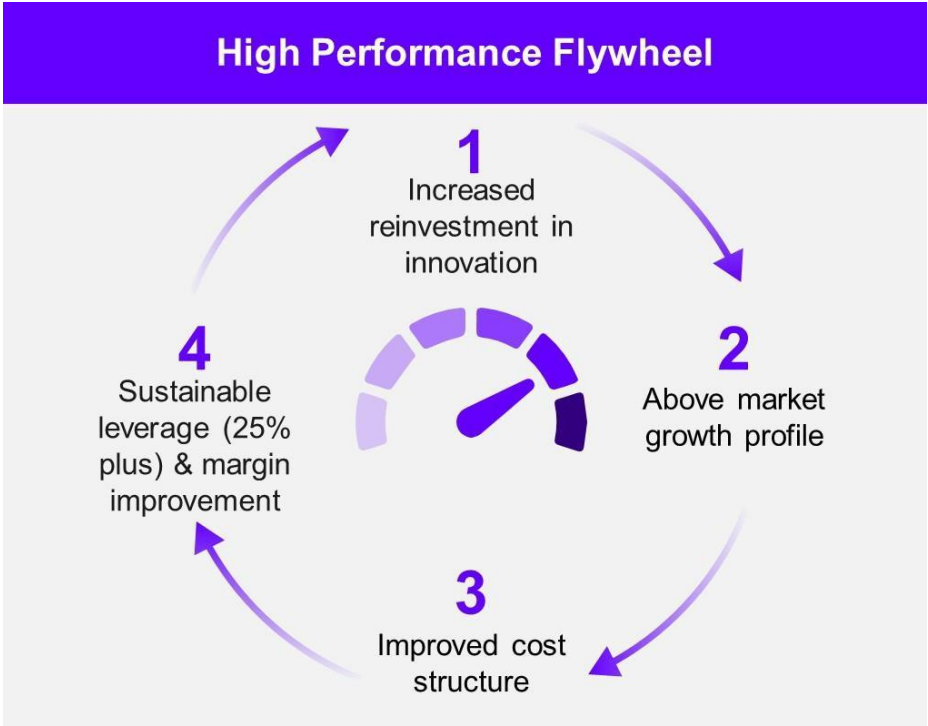 High Performance Flywheel
1
Increased
reinvestment in
innovation
2
Above market
growth profile
3
Improved cost
structure
4
Sustainable
leverage (25%
plus) & margin
improvement